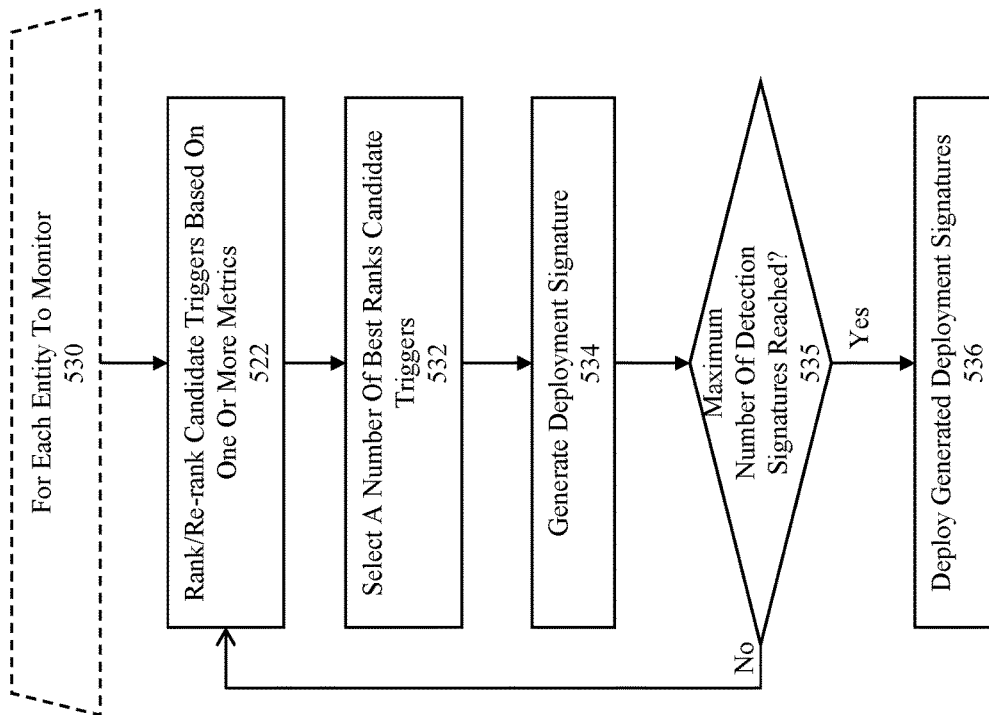 For Each Entity To Monitor
530
Rank/Re-rank Candidate Triggers Based On
One Or More Metrics
522
Select A Number Of Best Ranks Candidate
Triggers
532
Generate Deployment Signature
534
Maximum
Number Of Detection
Signatures Reached?
535
No
Yes
Deploy Generated Deployment Signatures
536